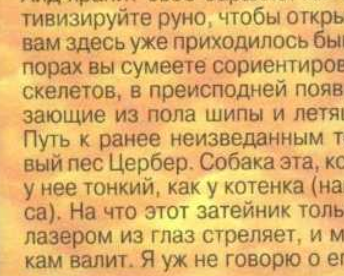 тивизируйте руно, чтобы откры
вам здесь уже приходилось бы
порах вы сумеете сориентиров
скелетов, в преисподней появ
зающие из пола шипы и летя
Путь к ранее неизведанным т
вый пес Цербер. Собака эта, ко
у нее тонкий, как у котенка (на
са). На что этот затейник толь
лазером из глаз стреляет, и м
кам валит. Я уж не говорю о е